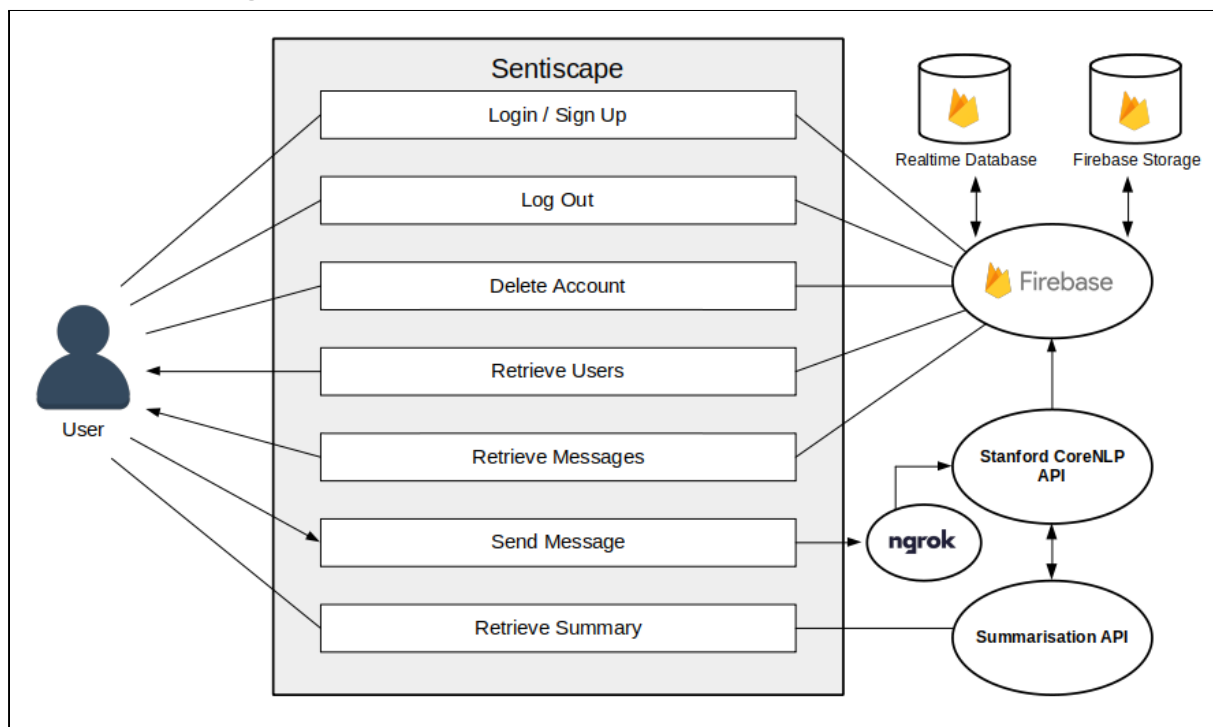 Sentiscape
Login / Sign Up
Log Out
Delete Account
Retrieve Users
Retrieve Messages
Send Message
Retrieve Summary
User
Realtime Database
Firebase Storage
Firebase
Stanford CoreNLP
API
ngrok
Summarisation API